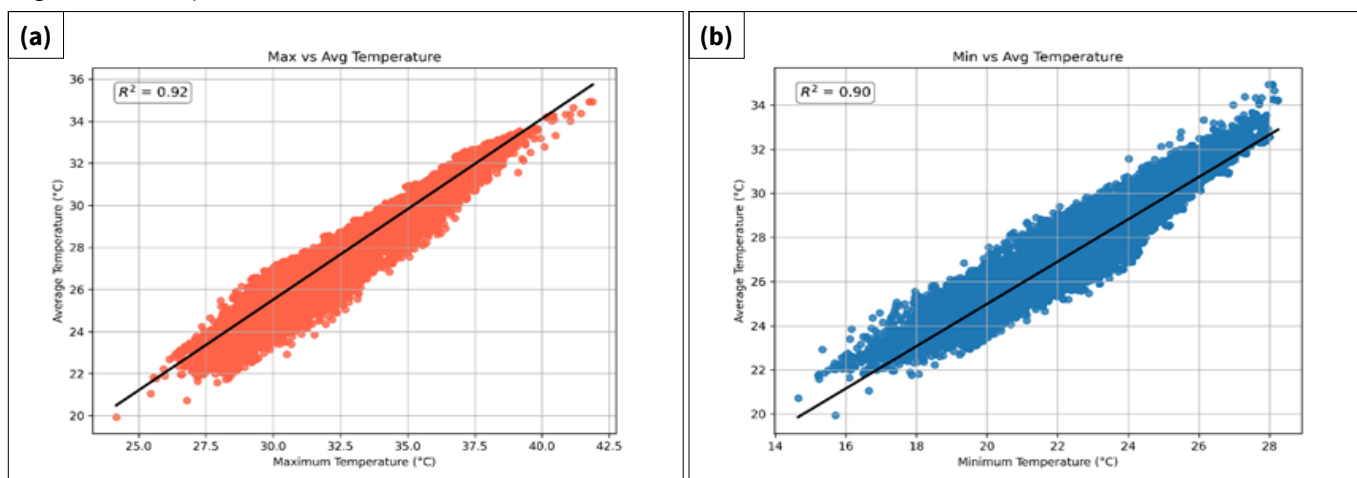 (a)
Max vs Avg Temperature
R² = 0.92
36
34
32
30
28
26
24
22
20
Average Temperature (°C)
25.0 27.5 30.0 32.5 35.0 37.5 40.0 42.5
Maximum Temperature (°C)
(b)
Min vs Avg Temperature
R² = 0.90
34
32
30
28
26
24
22
20
Average Temperature (°C)
14 16 18 20 22 24 26 28
Minimum Temperature (°C)